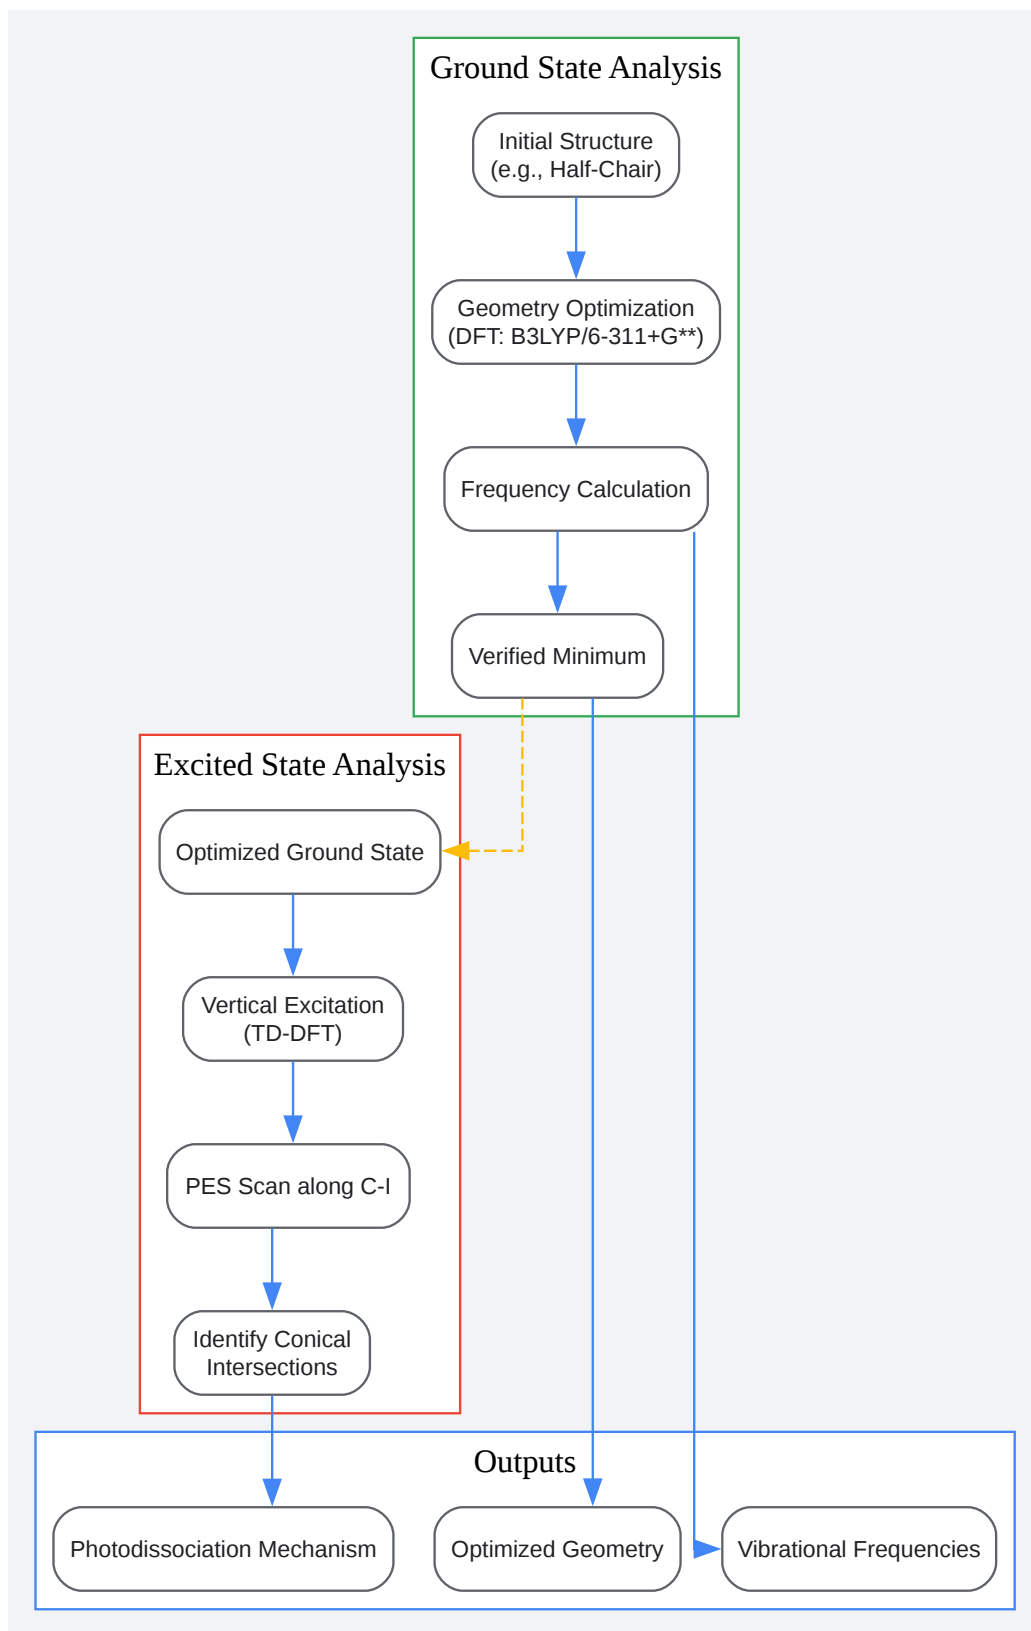 Ground State Analysis
Initial Structure
(e.g., Half-Chair)
Geometry Optimization
(DFT: B3LYP/6-311+G**)
Frequency Calculation
Verified Minimum
Excited State Analysis
Optimized Ground State
Vertical Excitation
(TD-DFT)
PES Scan along C-I
Identify Conical
Intersections
Outputs
Photodissociation Mechanism
Optimized Geometry
Vibrational Frequencies